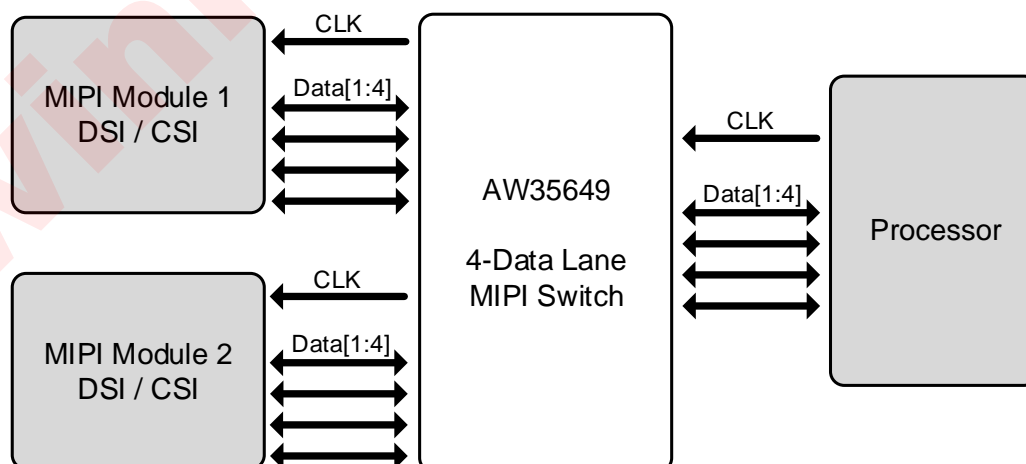 CLK
MIPI Module 1
DSI / CSI
Data[1:4]
AW35649
4-Data Lane
MIPI Switch
CLK
Data[1:4]
Processor
CLK
MIPI Module 2
DSI / CSI
Data[1:4]